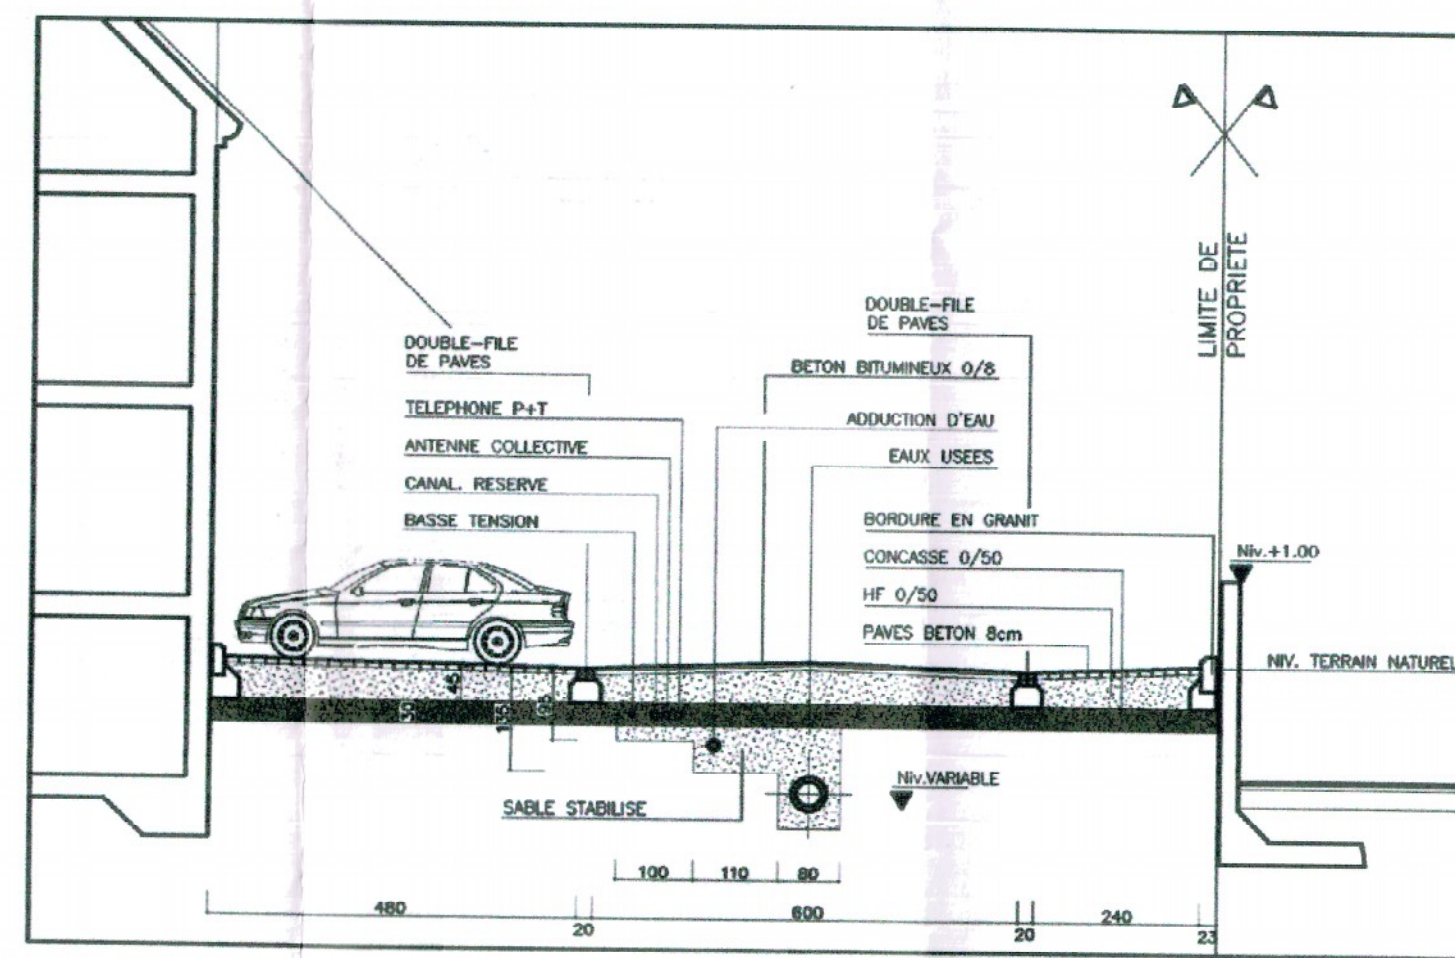 LIMITE DE
PROPRIETE
DOUBLE-FILE
DE PAVES
DOUBLE-FILE
DE PAVES
BETON BITUMINEUX 0/8
TELEPHONE P+T
ADDUCTION D'EAU
ANTENNE COLLECTIVE
EAUX USEES
CANAL. RESERVE
BASSE TENSION
BORDURE EN GRANIT
CONCASSE 0/50
HF 0/50
PAVES BETON 8cm
Niv.+1.00
NIV. TERRAIN NATUREL
45
30
135
95
Niv.VARIABLE
SABLE STABILISE
100 110 80
480 600 240
20 20 23